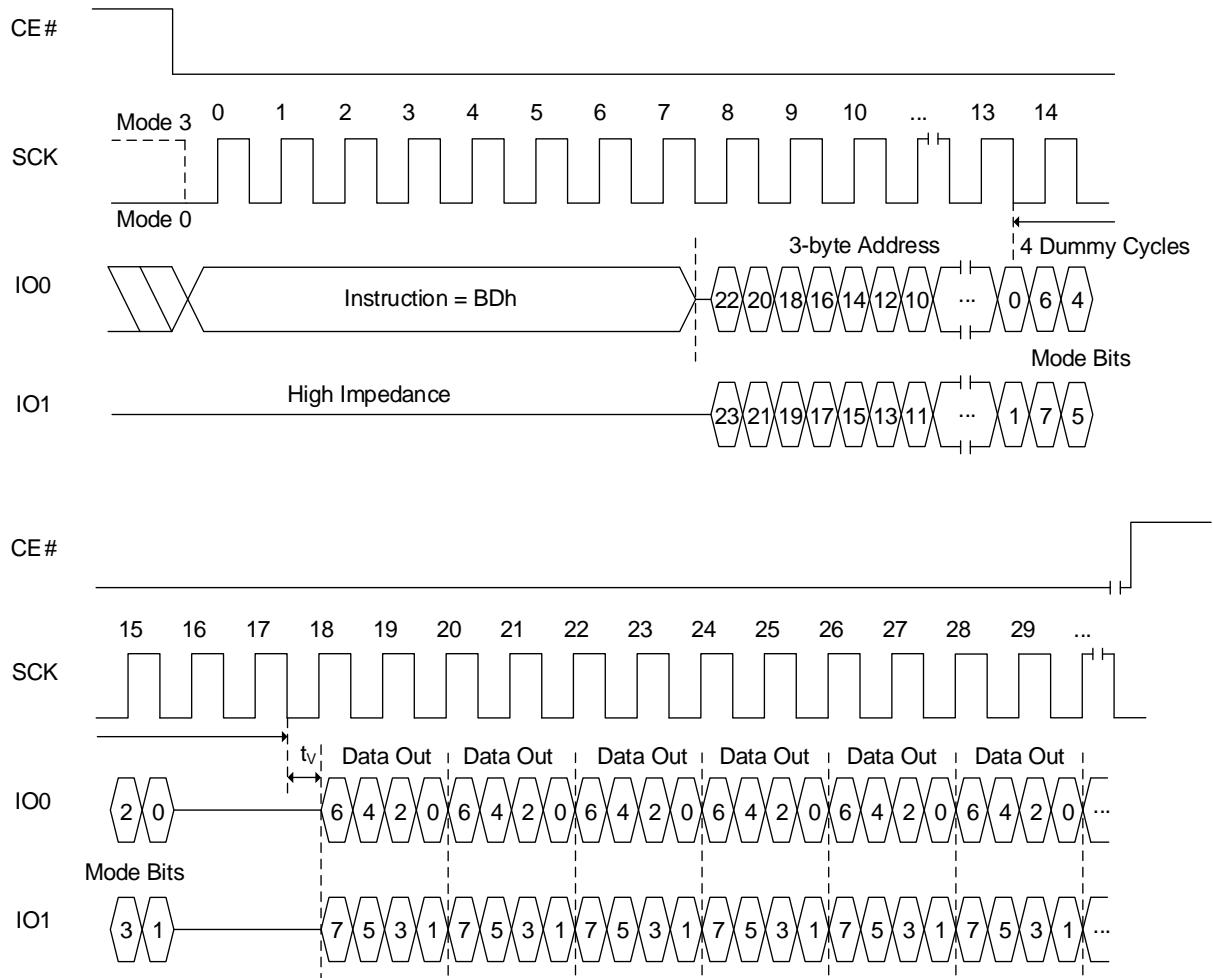 CE#
Mode 3
0 1 2 3 4 5 6 7 8 9 10 ... 13 14
SCK
Mode 0
3-byte Address
4 Dummy Cycles
IO0
Instruction = BDh
22 20 18 16 14 12 10 ... 0 6 4
Mode Bits
IO1
High Impedance
23 21 19 17 15 13 11 ... 1 7 5
CE#
15 16 17 18 19 20 21 22 23 24 25 26 27 28 29 ...
SCK
tV Data Out Data Out Data Out Data Out Data Out Data Out
IO0
2 0 6 4 2 0 6 4 2 0 6 4 2 0 6 4 2 0 6 4 2 0 6 4 2 0 ...
Mode Bits
IO1
3 1 7 5 3 1 7 5 3 1 7 5 3 1 7 5 3 1 7 5 3 1 7 5 3 1 ...